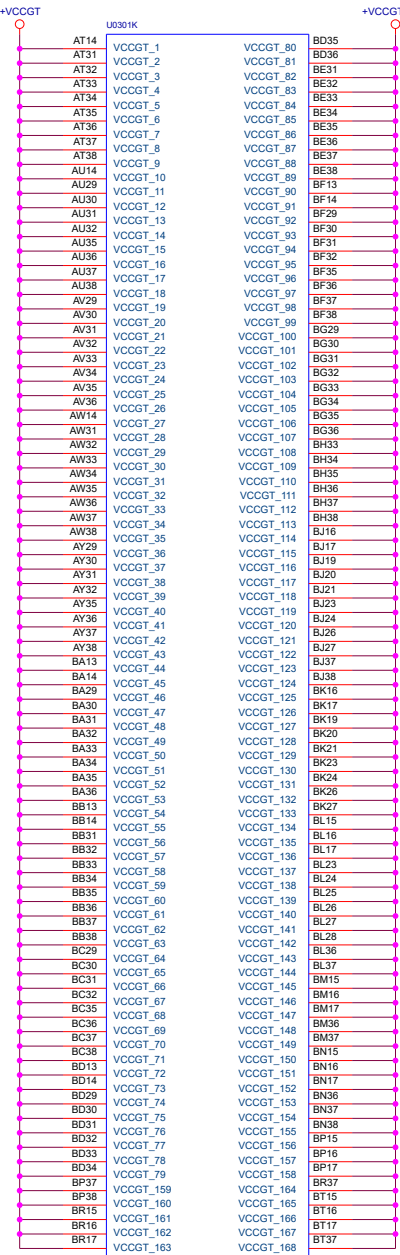 +VCCGT +VCCGT
U0301K
AT14 VCCGT_1 VCCGT_80 BD35
AT31 VCCGT_2 VCCGT_81 BD36
AT32 VCCGT_3 VCCGT_82 BE31
AT33 VCCGT_4 VCCGT_83 BE32
AT34 VCCGT_5 VCCGT_84 BE33
AT35 VCCGT_6 VCCGT_85 BE34
AT36 VCCGT_7 VCCGT_86 BE35
AT37 VCCGT_8 VCCGT_87 BE36
AT38 VCCGT_9 VCCGT_88 BE37
AU14 VCCGT_10 VCCGT_89 BE38
AU29 VCCGT_11 VCCGT_90 BF13
AU30 VCCGT_12 VCCGT_91 BF14
AU31 VCCGT_13 VCCGT_92 BF29
AU32 VCCGT_14 VCCGT_93 BF30
AU35 VCCGT_15 VCCGT_94 BF31
AU36 VCCGT_16 VCCGT_95 BF32
AU37 VCCGT_17 VCCGT_96 BF35
AU38 VCCGT_18 VCCGT_97 BF36
AV29 VCCGT_19 VCCGT_98 BF37
AV30 VCCGT_20 VCCGT_99 BF38
AV31 VCCGT_21 VCCGT_100 BG29
AV32 VCCGT_22 VCCGT_101 BG30
AV33 VCCGT_23 VCCGT_102 BG31
AV34 VCCGT_24 VCCGT_103 BG32
AV35 VCCGT_25 VCCGT_104 BG33
AV36 VCCGT_26 VCCGT_105 BG34
AW14 VCCGT_27 VCCGT_106 BG35
AW31 VCCGT_28 VCCGT_107 BG36
AW32 VCCGT_29 VCCGT_108 BH33
AW33 VCCGT_30 VCCGT_109 BH34
AW34 VCCGT_31 VCCGT_110 BH35
AW35 VCCGT_32 VCCGT_111 BH36
AW36 VCCGT_33 VCCGT_112 BH37
AW37 VCCGT_34 VCCGT_113 BH38
AW38 VCCGT_35 VCCGT_114 BJ16
AY29 VCCGT_36 VCCGT_115 BJ17
AY30 VCCGT_37 VCCGT_116 BJ19
AY31 VCCGT_38 VCCGT_117 BJ20
AY32 VCCGT_39 VCCGT_118 BJ21
AY35 VCCGT_40 VCCGT_119 BJ23
AY36 VCCGT_41 VCCGT_120 BJ24
AY37 VCCGT_42 VCCGT_121 BJ26
AY38 VCCGT_43 VCCGT_122 BJ27
BA13 VCCGT_44 VCCGT_123 BJ37
BA14 VCCGT_45 VCCGT_124 BJ38
BA29 VCCGT_46 VCCGT_125 BK16
BA30 VCCGT_47 VCCGT_126 BK17
BA31 VCCGT_48 VCCGT_127 BK19
BA32 VCCGT_49 VCCGT_128 BK20
BA33 VCCGT_50 VCCGT_129 BK21
BA34 VCCGT_51 VCCGT_130 BK23
BA35 VCCGT_52 VCCGT_131 BK24
BA36 VCCGT_53 VCCGT_132 BK26
BB13 VCCGT_54 VCCGT_133 BK27
BB14 VCCGT_55 VCCGT_134 BL15
BB31 VCCGT_56 VCCGT_135 BL16
BB32 VCCGT_57 VCCGT_136 BL17
BB33 VCCGT_58 VCCGT_137 BL23
BB34 VCCGT_59 VCCGT_138 BL24
BB35 VCCGT_60 VCCGT_139 BL25
BB36 VCCGT_61 VCCGT_140 BL26
BB37 VCCGT_62 VCCGT_141 BL27
BB38 VCCGT_63 VCCGT_142 BL28
BC29 VCCGT_64 VCCGT_143 BL36
BC30 VCCGT_65 VCCGT_144 BL37
BC31 VCCGT_66 VCCGT_145 BM15
BC32 VCCGT_67 VCCGT_146 BM16
BC35 VCCGT_68 VCCGT_147 BM17
BC36 VCCGT_69 VCCGT_148 BM36
BC37 VCCGT_70 VCCGT_149 BM37
BC38 VCCGT_71 VCCGT_150 BN15
BD13 VCCGT_72 VCCGT_151 BN16
BD14 VCCGT_73 VCCGT_152 BN17
BD29 VCCGT_74 VCCGT_153 BN36
BD30 VCCGT_75 VCCGT_154 BN37
BD31 VCCGT_76 VCCGT_155 BN38
BD32 VCCGT_77 VCCGT_156 BP15
BD33 VCCGT_78 VCCGT_157 BP16
BD34 VCCGT_79 VCCGT_158 BP17
BP37 VCCGT_159 VCCGT_164 BR37
BP38 VCCGT_160 VCCGT_165 BT15
BR15 VCCGT_161 VCCGT_166 BT16
BR16 VCCGT_162 VCCGT_167 BT17
BR17 VCCGT_163 VCCGT_168 BT37